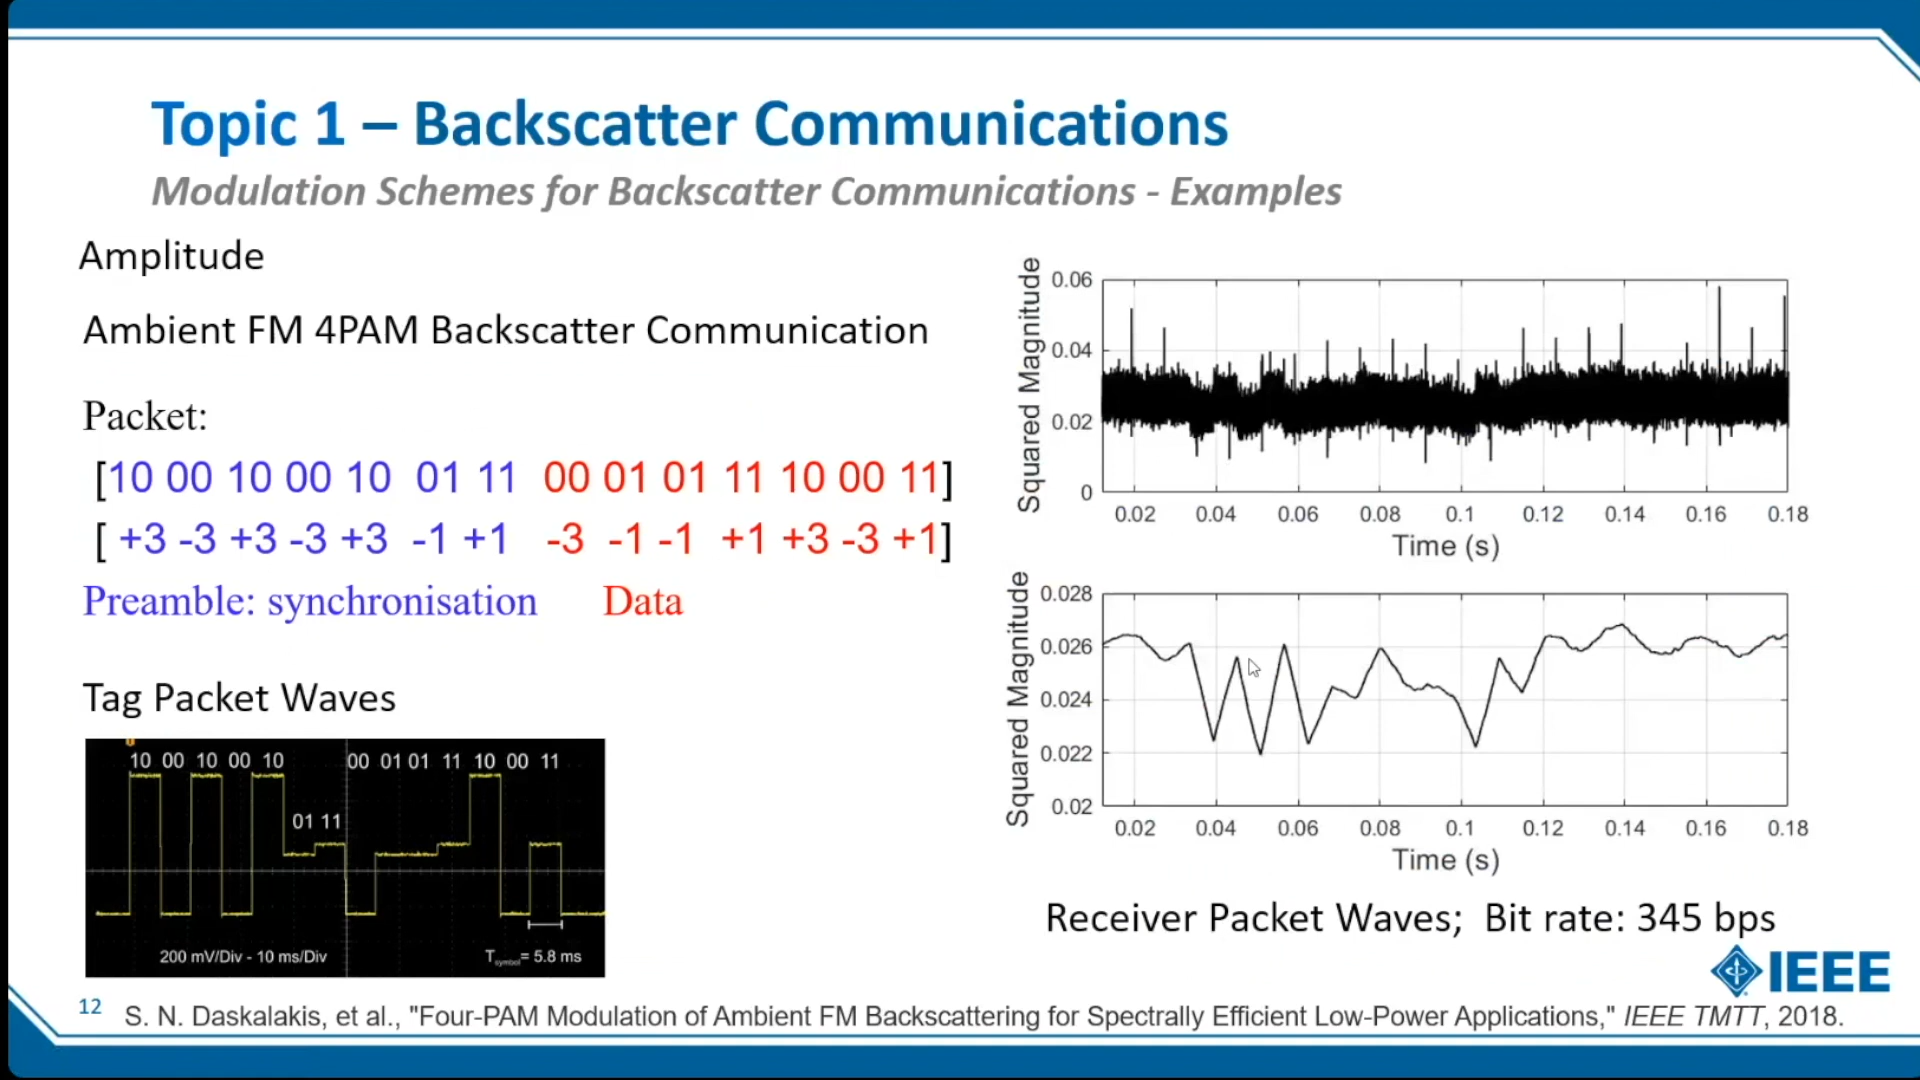 Topic 1 – Backscatter Communications
Modulation Schemes for Backscatter Communications - Examples
Amplitude
Ambient FM 4PAM Backscatter Communication
Packet:
[10 00 10 00 10 01 11 00 01 01 11 10 00 11]
[ +3 -3 +3 -3 +3 -1 +1 -3 -1 -1 +1 +3 -3 +1]
Preamble: synchronisation Data
Tag Packet Waves
10 00 10 00 10 00 01 01 11 10 00 11
01 11
200 mV/Div - 10 ms/Div
Tsymbol= 5.8 ms
Squared Magnitude
0.06
0.04
0.02
0
0.02 0.04 0.06 0.08 0.1 0.12 0.14 0.16 0.18
Time (s)
Squared Magnitude
0.028
0.026
0.024
0.022
0.02
0.02 0.04 0.06 0.08 0.1 0.12 0.14 0.16 0.18
Time (s)
Receiver Packet Waves; Bit rate: 345 bps
IEEE
12
S. N. Daskalakis, et al., "Four-PAM Modulation of Ambient FM Backscattering for Spectrally Efficient Low-Power Applications," IEEE TMTT, 2018.